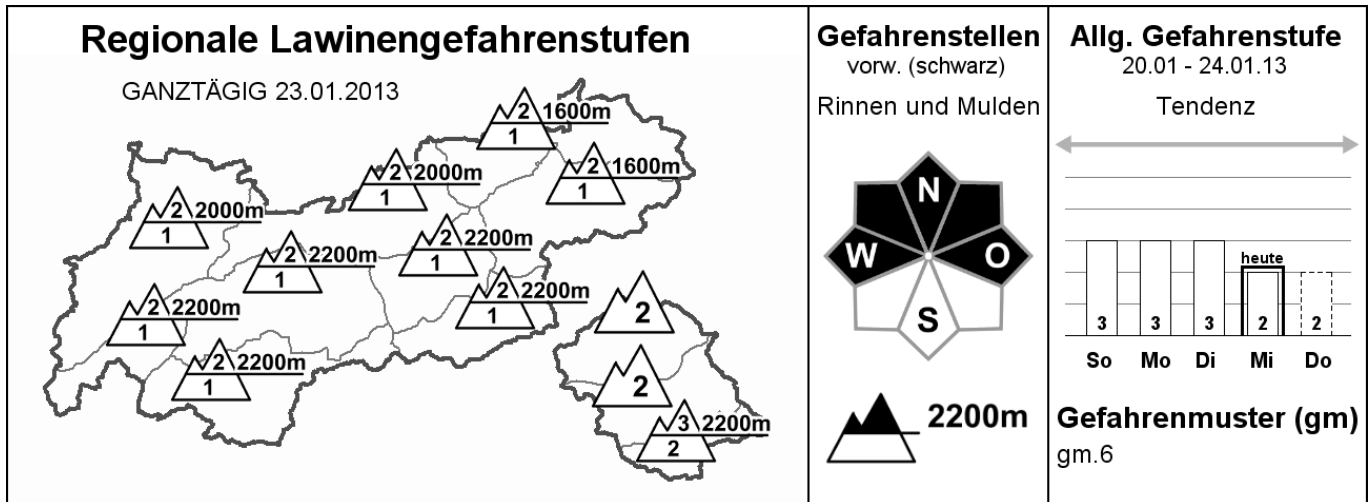 Regionale Lawinengefahrenstufen
GANZTÄGIG 23.01.2013
2 1600m
1
2 1600m
1
2 2000m
1
2 2000m
1
2 2200m
1
2 2200m
1
2 2200m
1
2 2200m
1
2 2200m
1
2
2
3 2200m
2
Gefahrenstellen
vorw. (schwarz)
Rinnen und Mulden
N
W O
S
2200m
Allg. Gefahrenstufe
20.01 - 24.01.13
Tendenz
heute
3 3 3 2 2
So Mo Di Mi Do
Gefahrenmuster (gm)
gm.6